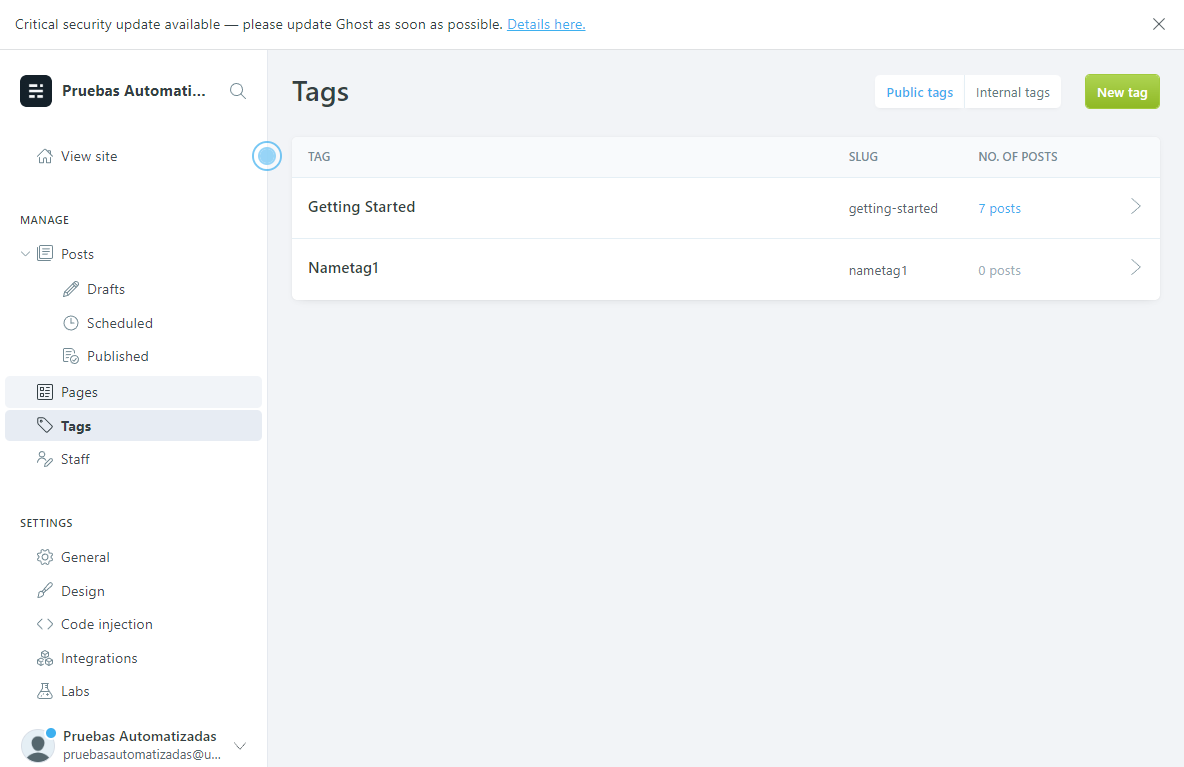 Critical security update available — please update Ghost as soon as possible. Details here.
Pruebas Automati...
View site
MANAGE
Posts
Drafts
Scheduled
Published
Pages
Tags
Staff
SETTINGS
General
Design
Code injection
Integrations
Labs
Pruebas Automatizadas
pruebasautomatizadas@u...
Tags
Public tags
Internal tags
New tag
TAG SLUG NO. OF POSTS
Getting Started getting-started 7 posts
Nametag1 nametag1 0 posts